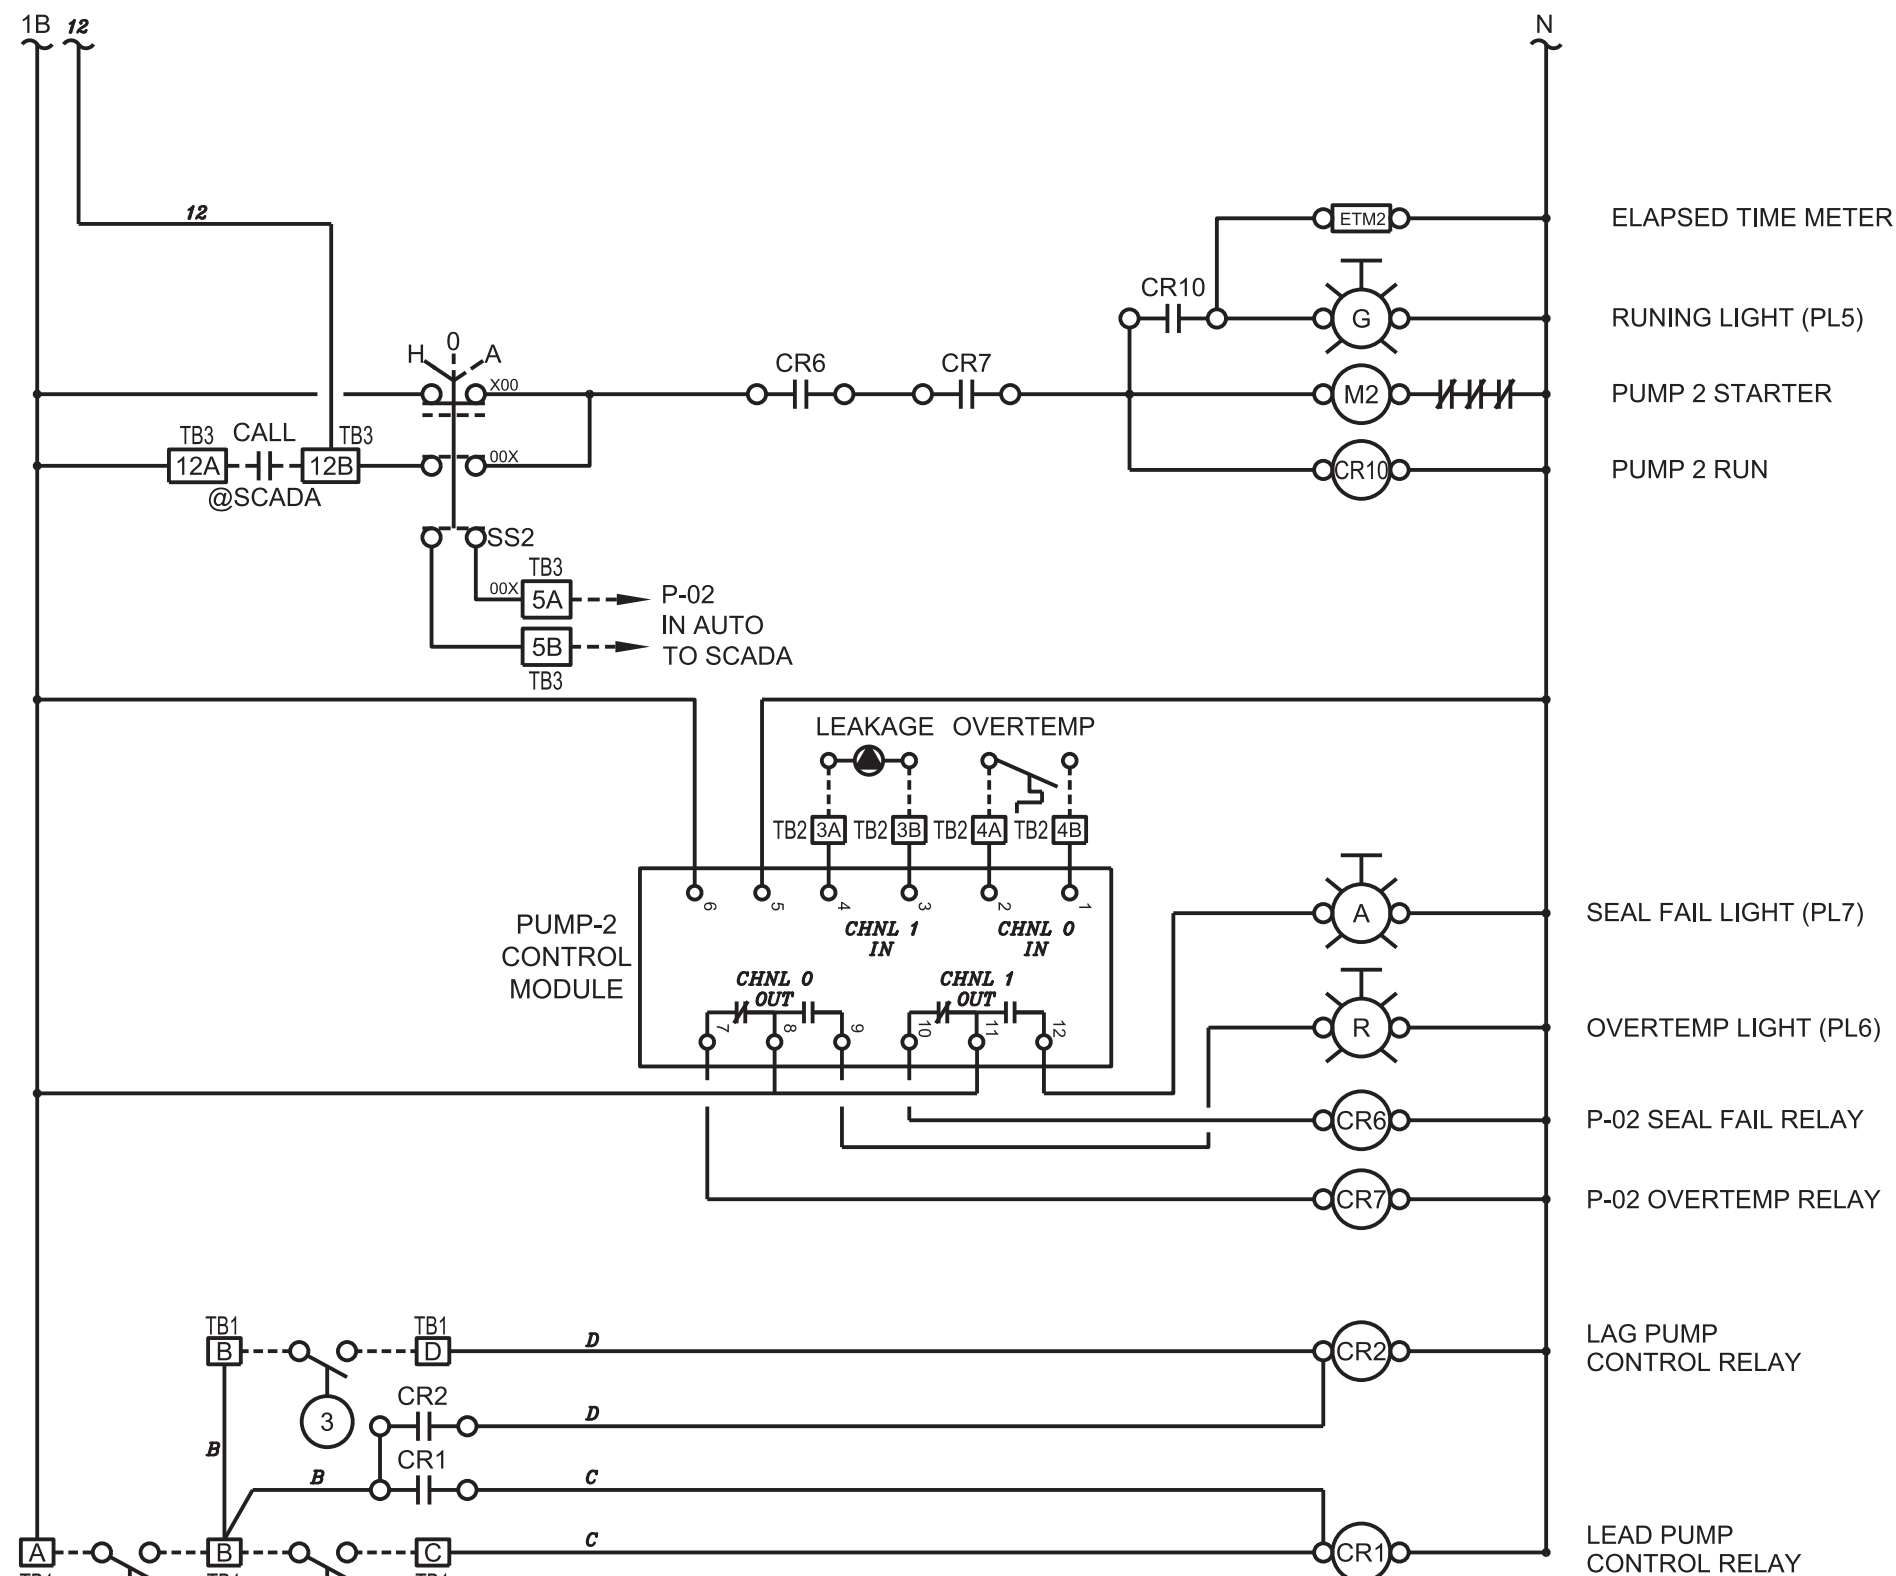 1B 12 N
12
ETM2 ELAPSED TIME METER
CR10
G RUNING LIGHT (PL5)
H 0 A
X00
CR6 CR7
M2 PUMP 2 STARTER
TB3 CALL TB3
12A 12B
@SCADA
00X
CR10 PUMP 2 RUN
SS2
TB3
00X 5A
5B
TB3
P-02
IN AUTO
TO SCADA
LEAKAGE OVERTEMP
TB2 3A TB2 3B TB2 4A TB2 4B
6 5 4 3 2 1
CHNL 1
IN
CHNL 0
IN
PUMP-2
CONTROL
MODULE
CHNL 0
OUT
CHNL 1
OUT
7 8 9 10 11 12
A SEAL FAIL LIGHT (PL7)
R OVERTEMP LIGHT (PL6)
CR6 P-02 SEAL FAIL RELAY
CR7 P-02 OVERTEMP RELAY
TB1 TB1
B D D CR2
LAG PUMP
CONTROL RELAY
3
CR2
D
B
CR1
B C
A B C C CR1
LEAD PUMP
CONTROL RELAY
TB1 TB1 TB1